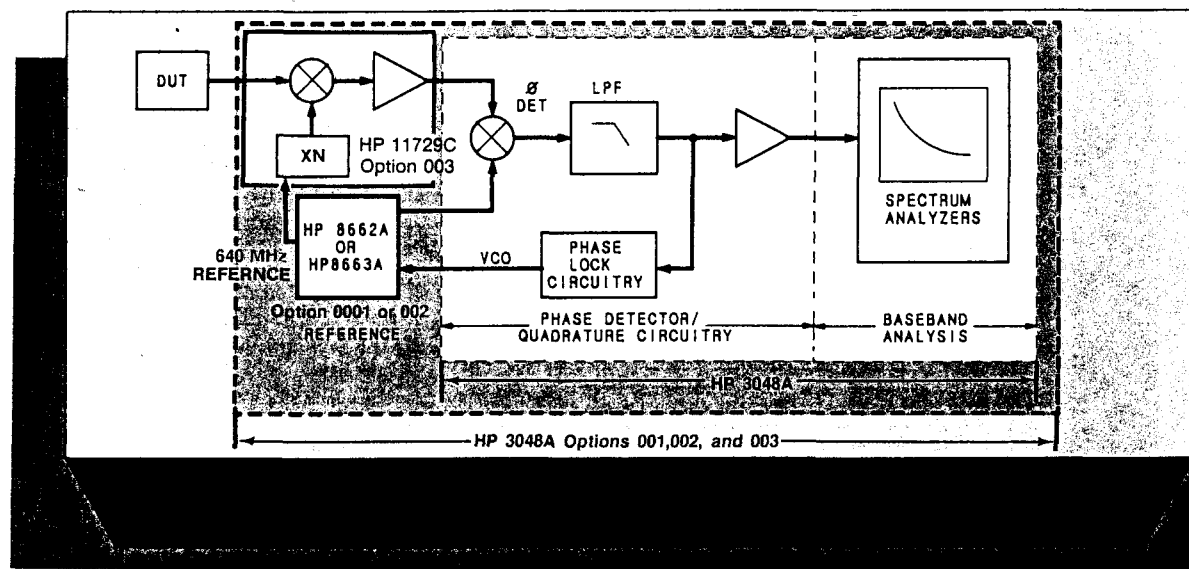 DUT
XN
HP 11729C
Option 003
Ø
DET
LPF
SPECTRUM
ANALYZERS
HP 8662A
OR
HP8663A
640 MHz
REFERNCE
VCO
PHASE
LOCK
CIRCUITRY
Option 0001 or 002
REFERENCE
PHASE DETECTOR/
QUADRATURE CIRCUITRY
BASEBAND
ANALYSIS
HP 3048A
HP 3048A Options 001,002, and 003